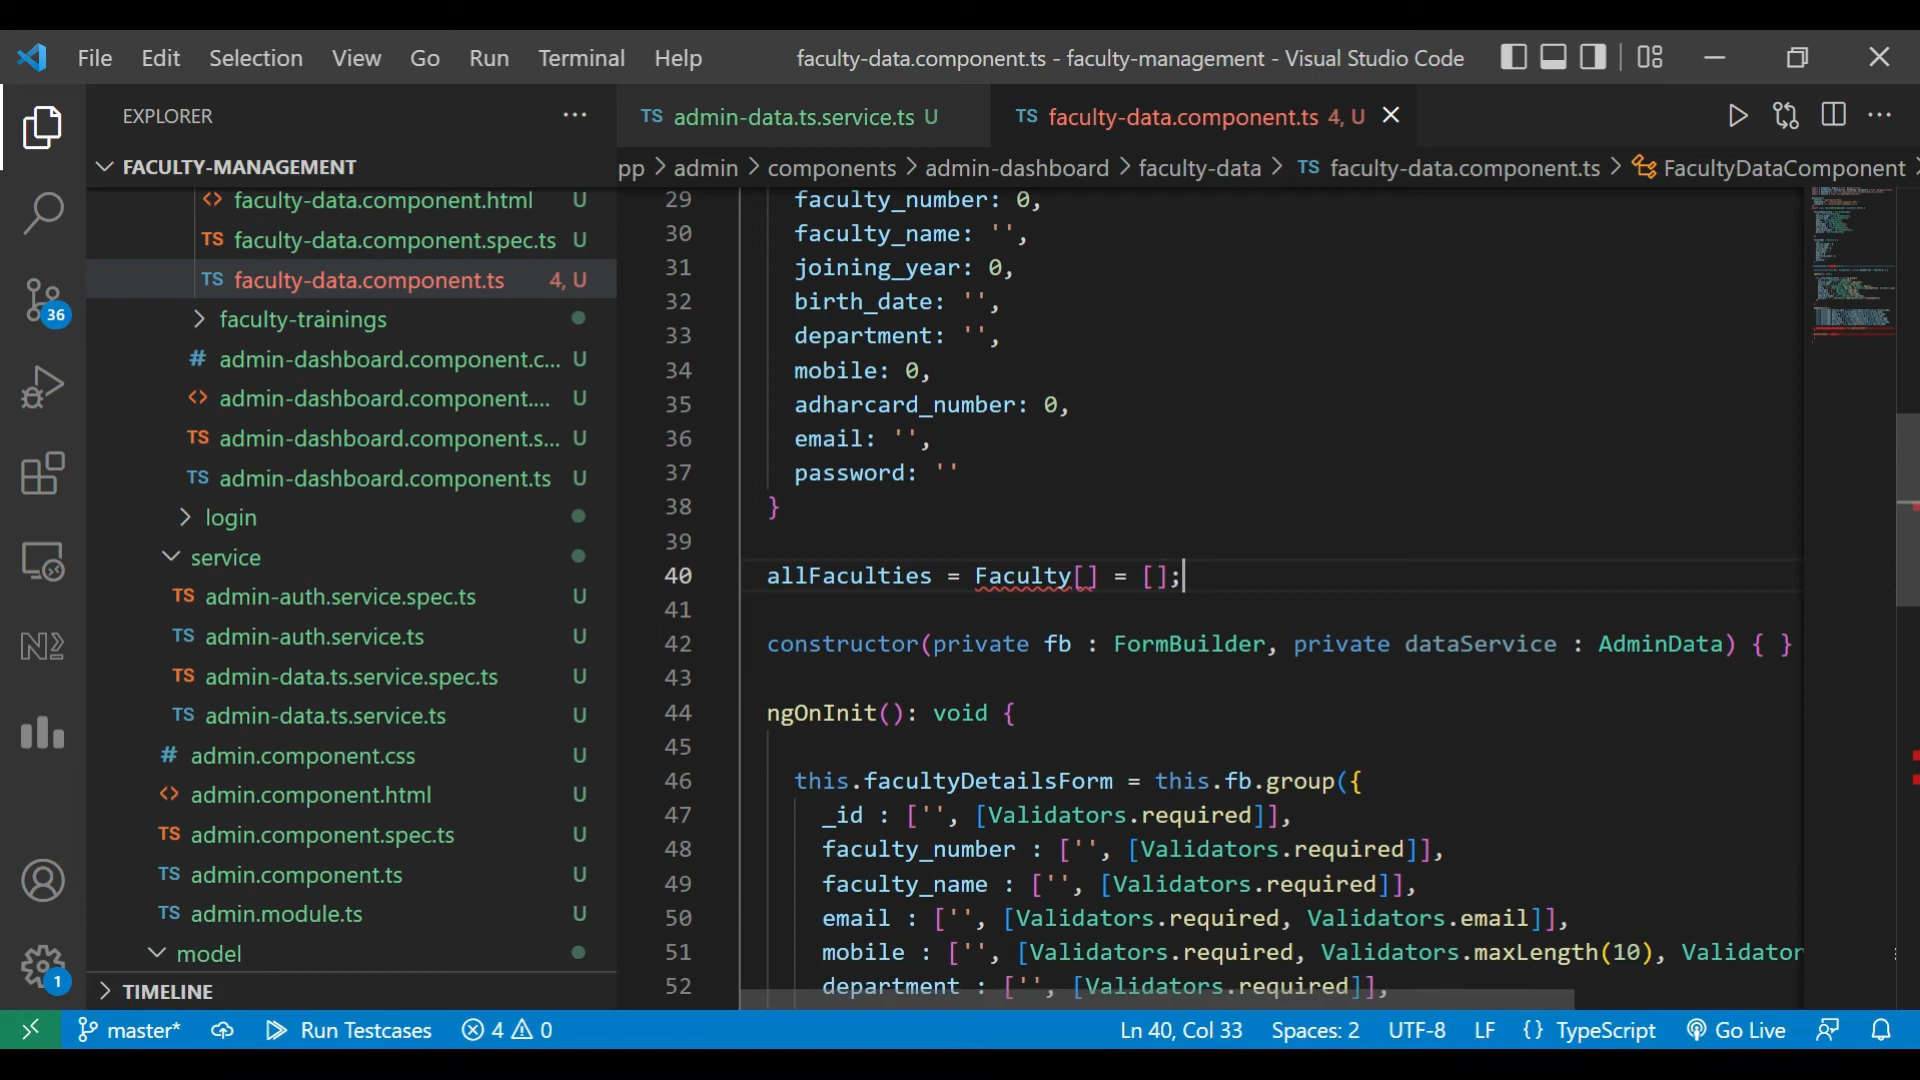 File Edit Selection View Go Run Terminal Help
faculty-data.component.ts - faculty-management - Visual Studio Code
EXPLORER
FACULTY-MANAGEMENT
<> faculty-data.component.html U
TS faculty-data.component.spec.ts U
TS faculty-data.component.ts 4, U
faculty-trainings
# admin-dashboard.component.c... U
<> admin-dashboard.component.... U
TS admin-dashboard.component.s... U
TS admin-dashboard.component.ts U
login
service
TS admin-auth.service.spec.ts U
TS admin-auth.service.ts U
TS admin-data.ts.service.spec.ts U
TS admin-data.ts.service.ts U
# admin.component.css U
<> admin.component.html U
TS admin.component.spec.ts U
TS admin.component.ts U
TS admin.module.ts U
model
TIMELINE
36
1
TS admin-data.ts.service.ts U
TS faculty-data.component.ts 4, U
pp > admin > components > admin-dashboard > faculty-data > TS faculty-data.component.ts > FacultyDataComponent
29 faculty_number: 0,
30 faculty_name: '',
31 joining_year: 0,
32 birth_date: '',
33 department: '',
34 mobile: 0,
35 adharcard_number: 0,
36 email: '',
37 password: ''
38 }
39
40 allFaculties = Faculty[] = [];
41
42 constructor(private fb : FormBuilder, private dataService : AdminData) { }
43
44 ngOnInit(): void {
45
46 this.facultyDetailsForm = this.fb.group({
47 _id : ['', [Validators.required]],
48 faculty_number : ['', [Validators.required]],
49 faculty_name : ['', [Validators.required]],
50 email : ['', [Validators.required, Validators.email]],
51 mobile : ['', [Validators.required, Validators.maxLength(10), Validator
52 department : ['', [Validators.required]],
master* Run Testcases 4 0
Ln 40, Col 33 Spaces: 2 UTF-8 LF {} TypeScript Go Live